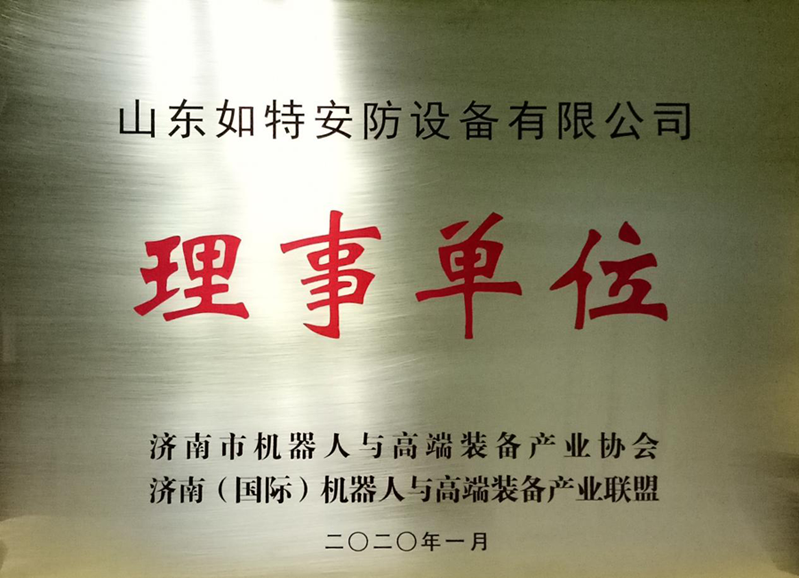 山东如特安防设备有限公司
理事单位
济南市机器人与高端装备产业协会
济南（国际）机器人与高端装备产业联盟
二〇二〇年一月